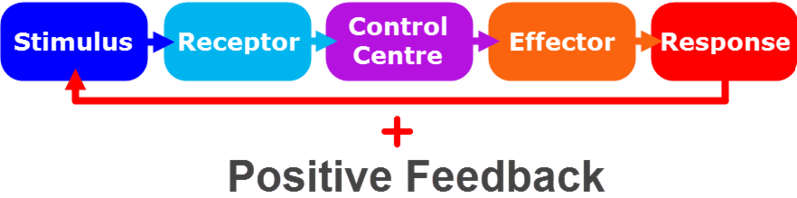 Stimulus
Receptor
Control
Centre
Effector
Response
+
Positive Feedback